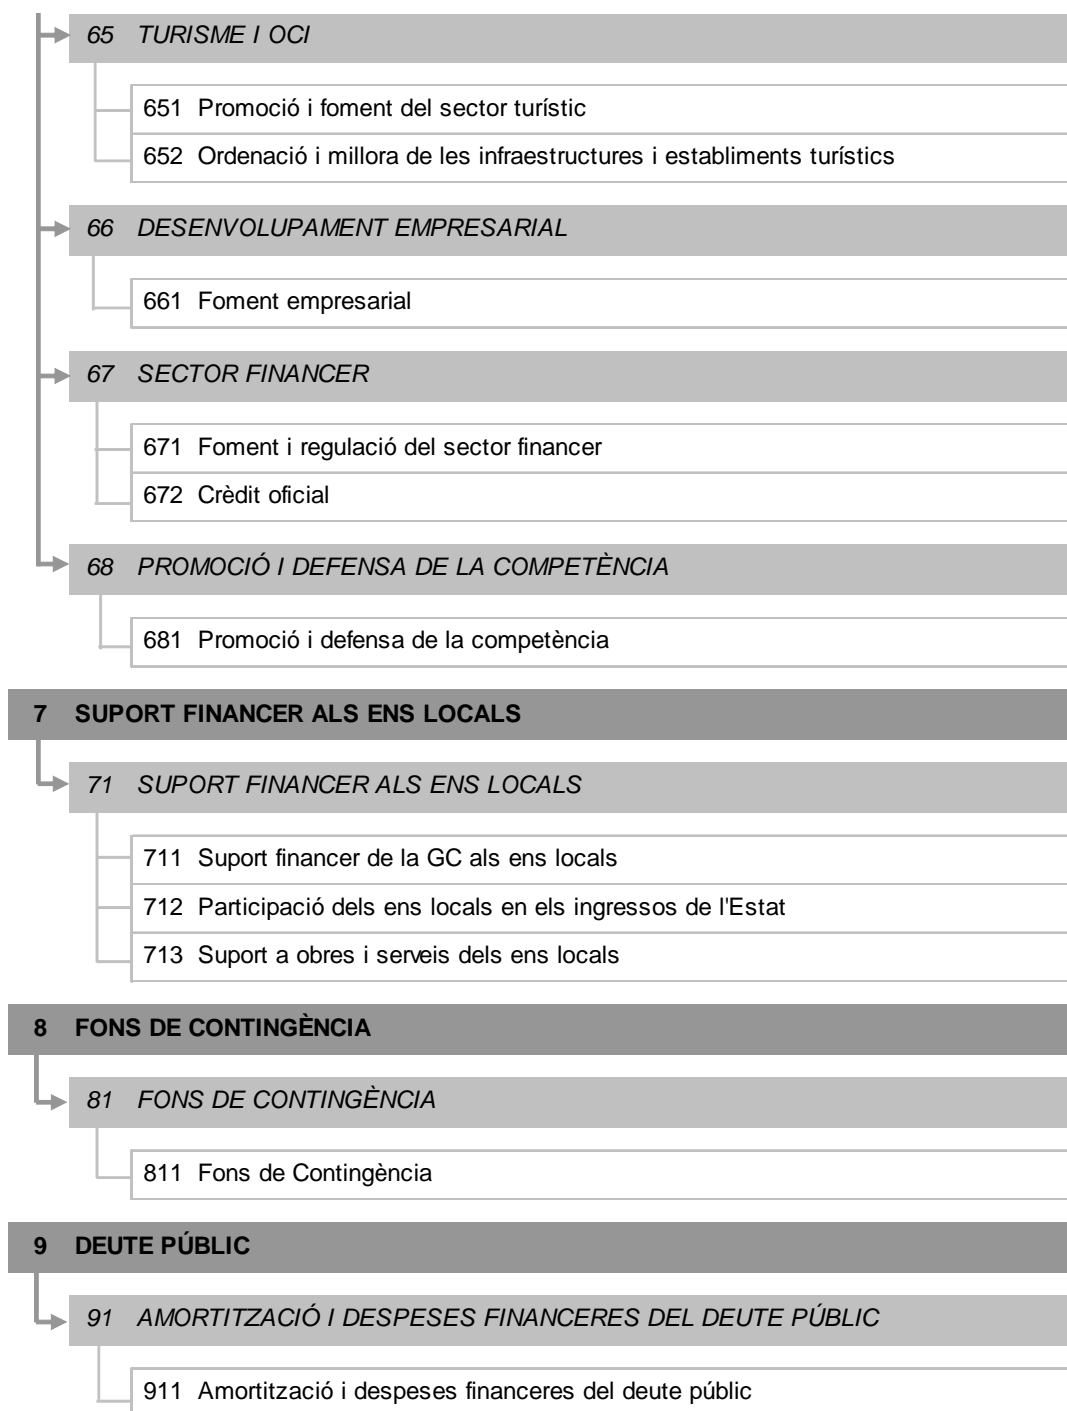 65 TURISME I OCI
651 Promoció i foment del sector turístic
652 Ordenació i millora de les infraestructures i establiments turístics
66 DESENVOLUPAMENT EMPRESARIAL
661 Foment empresarial
67 SECTOR FINANCER
671 Foment i regulació del sector financer
672 Crèdit oficial
68 PROMOCIÓ I DEFENSA DE LA COMPETÈNCIA
681 Promoció i defensa de la competència
7 SUPORT FINANCER ALS ENS LOCALS
71 SUPORT FINANCER ALS ENS LOCALS
711 Suport financer de la GC als ens locals
712 Participació dels ens locals en els ingressos de l'Estat
713 Suport a obres i serveis dels ens locals
8 FONS DE CONTINGÈNCIA
81 FONS DE CONTINGÈNCIA
811 Fons de Contingència
9 DEUTE PÚBLIC
91 AMORTITZACIÓ I DESPESES FINANCERES DEL DEUTE PÚBLIC
911 Amortització i despeses financeres del deute públic